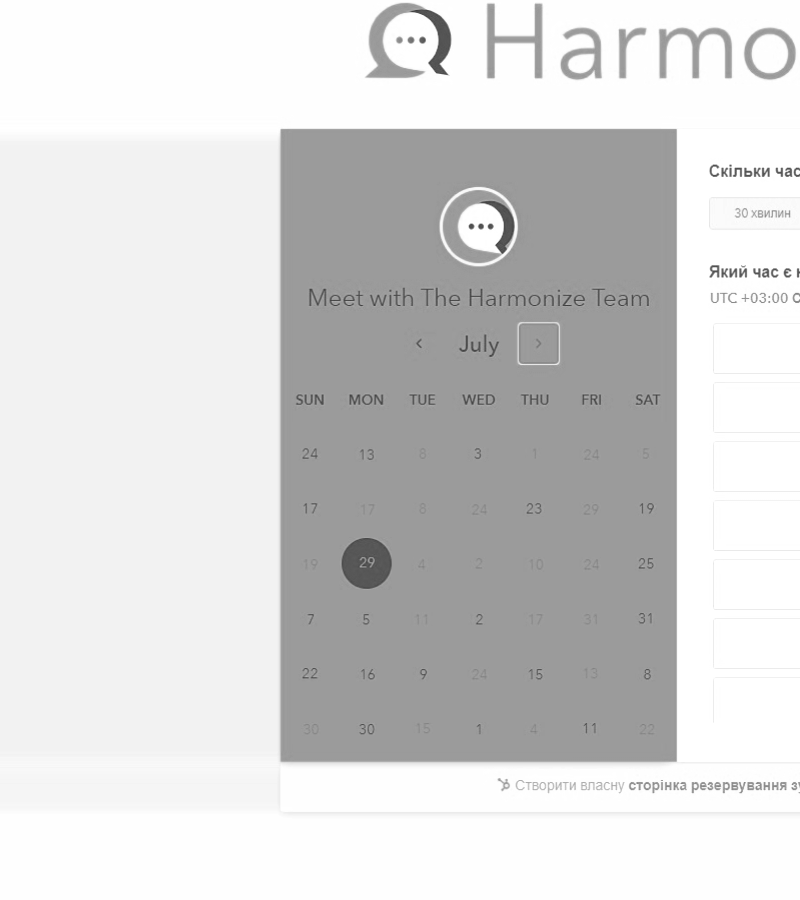 Harmo
Meet with The Harmonize Team
July
SUN MON TUE WED THU FRI SAT
24 13 8 3 1 24 5
17 17 8 24 23 29 19
19 29 4 2 10 24 25
7 5 11 2 17 31 31
22 16 9 24 15 13 8
30 30 15 1 4 11 22
Скільки час
30 хвилин
Який час є
UTC +03:00
Створити власну сторінка резервування зу